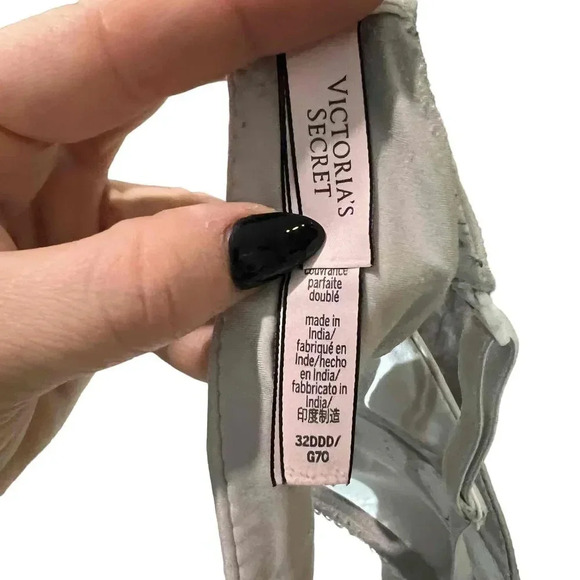 VICTORIA'S
SECRET
couvrance
parfaite
doublé
made in
India/
fabriqué en
Inde/hecho
en India/
fabbricato in
India/
印度制造
32DDD/
G70